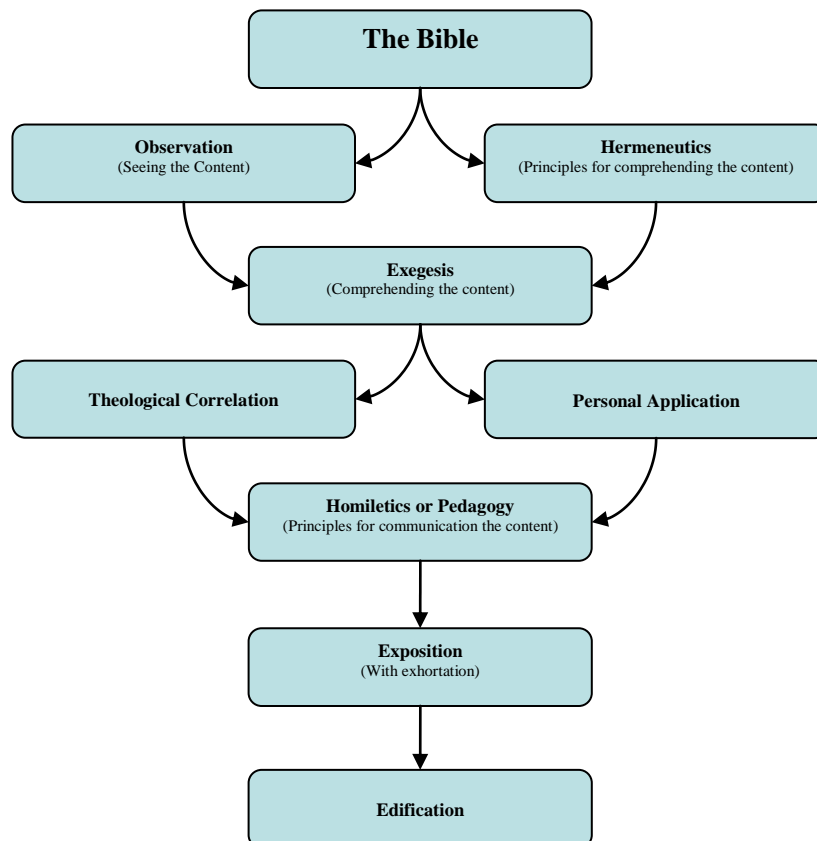 The Bible
Observation
(Seeing the Content)
Hermeneutics
(Principles for comprehending the content)
Exegesis
(Comprehending the content)
Theological Correlation
Personal Application
Homiletics or Pedagogy
(Principles for communication the content)
Exposition
(With exhortation)
Edification